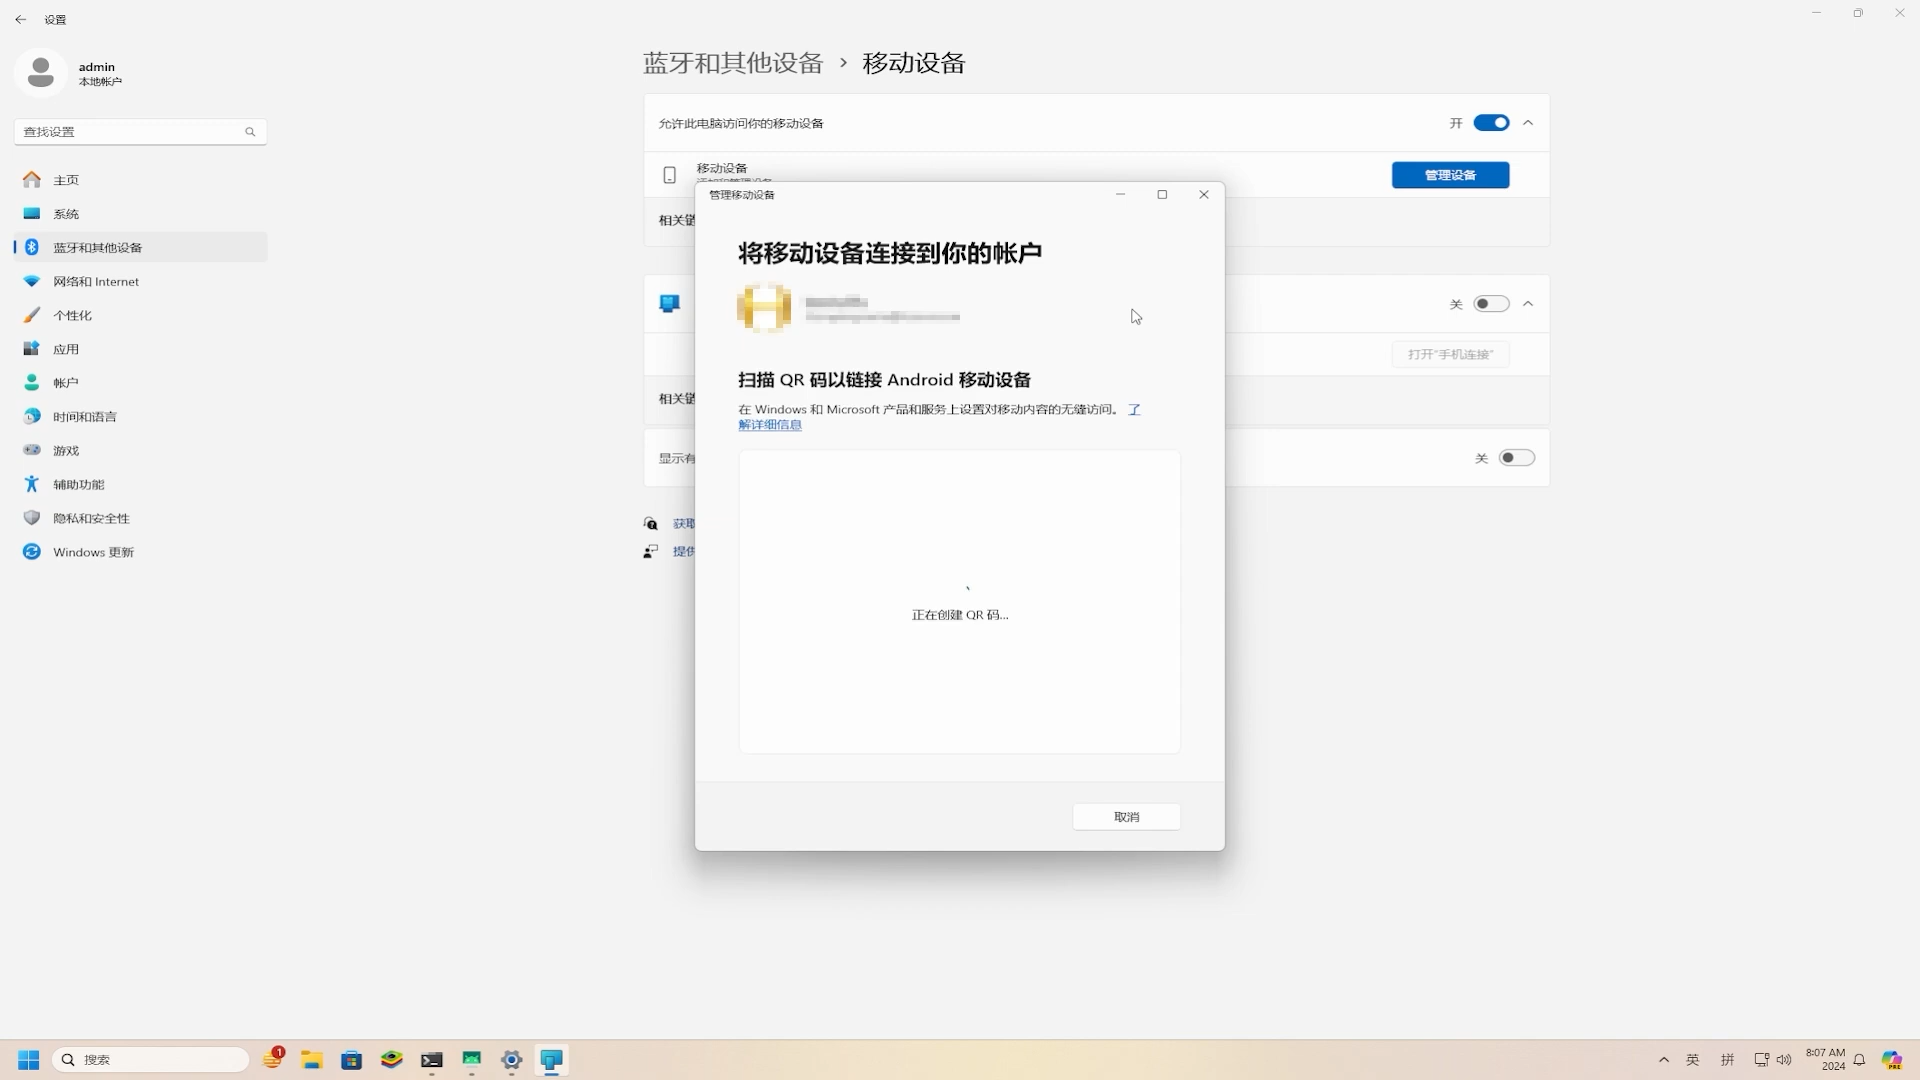 设置
admin
本地帐户
查找设置
主页
系统
蓝牙和其他设备
网络和 Internet
个性化
应用
帐户
时间和语言
游戏
辅助功能
隐私和安全性
Windows 更新
蓝牙和其他设备 › 移动设备
允许此电脑访问你的移动设备
开
移动设备
管理设备
相关链
关
打开"手机连接"
相关链
显示有
关
获取
提供
管理移动设备
将移动设备连接到你的帐户
扫描 QR 码以链接 Android 移动设备
在 Windows 和 Microsoft 产品和服务上设置对移动内容的无缝访问。 了
解详细信息
正在创建 QR 码...
取消
搜索
1
英
拼
8:07 AM
2024
PRE